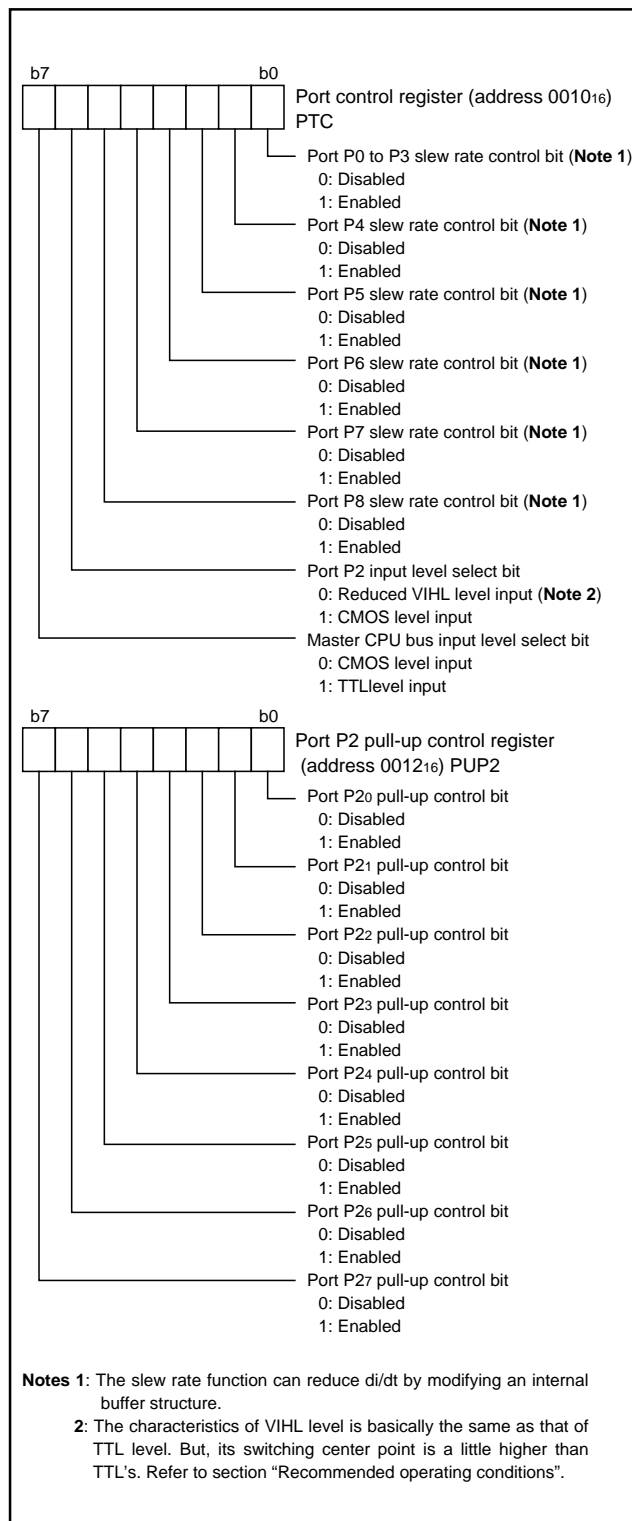 b7 b0
Port control register (address 001016)
PTC
Port P0 to P3 slew rate control bit (Note 1)
0: Disabled
1: Enabled
Port P4 slew rate control bit (Note 1)
0: Disabled
1: Enabled
Port P5 slew rate control bit (Note 1)
0: Disabled
1: Enabled
Port P6 slew rate control bit (Note 1)
0: Disabled
1: Enabled
Port P7 slew rate control bit (Note 1)
0: Disabled
1: Enabled
Port P8 slew rate control bit (Note 1)
0: Disabled
1: Enabled
Port P2 input level select bit
0: Reduced VIHL level input (Note 2)
1: CMOS level input
Master CPU bus input level select bit
0: CMOS level input
1: TTLlevel input
b7 b0
Port P2 pull-up control register
(address 001216) PUP2
Port P20 pull-up control bit
0: Disabled
1: Enabled
Port P21 pull-up control bit
0: Disabled
1: Enabled
Port P22 pull-up control bit
0: Disabled
1: Enabled
Port P23 pull-up control bit
0: Disabled
1: Enabled
Port P24 pull-up control bit
0: Disabled
1: Enabled
Port P25 pull-up control bit
0: Disabled
1: Enabled
Port P26 pull-up control bit
0: Disabled
1: Enabled
Port P27 pull-up control bit
0: Disabled
1: Enabled
Notes 1: The slew rate function can reduce di/dt by modifying an internal
buffer structure.
2: The characteristics of VIHL level is basically the same as that of
TTL level. But, its switching center point is a little higher than
TTL's. Refer to section “Recommended operating conditions”.